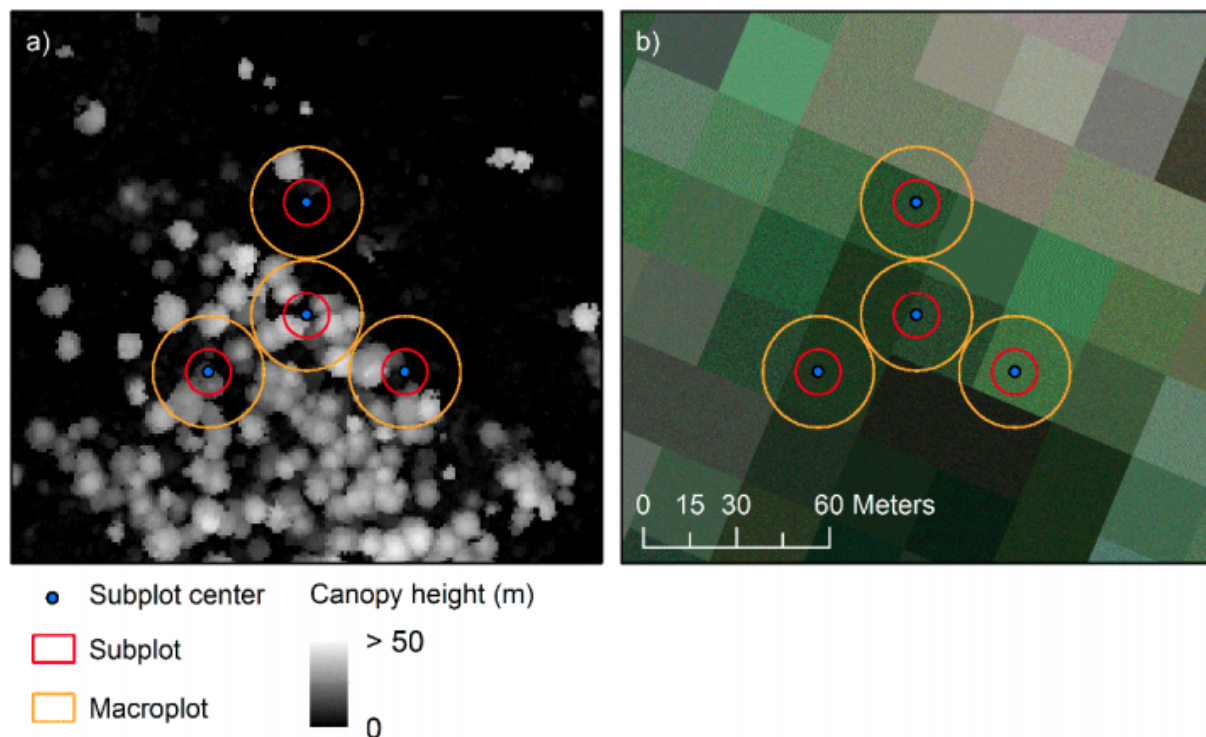 a)
b)
0 15 30 60 Meters
Subplot center
Subplot
Macroplot
Canopy height (m)
> 50
0